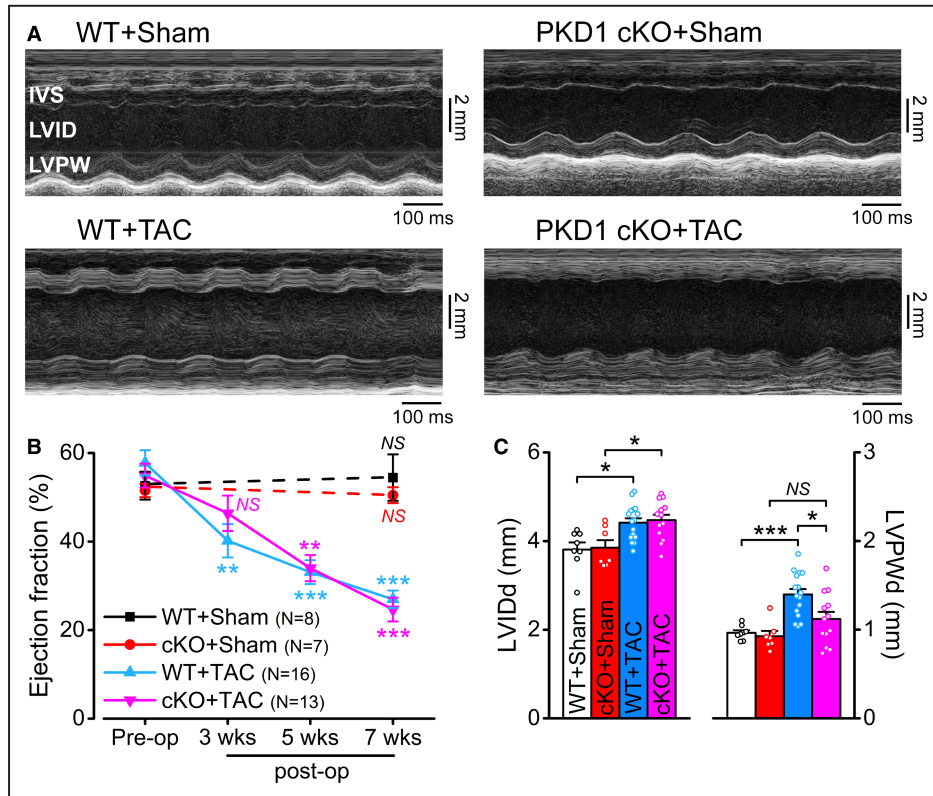 A WT+Sham
PKD1 cKO+Sham
IVS
LVID
LVPW
2 mm
2 mm
100 ms
100 ms
WT+TAC
PKD1 cKO+TAC
2 mm
2 mm
100 ms
100 ms
B
60
40
20
0
Ejection fraction (%)
NS
NS
NS
**
**
***
***
***
WT+Sham (N=8)
cKO+Sham (N=7)
WT+TAC (N=16)
cKO+TAC (N=13)
Pre-op 3 wks 5 wks 7 wks
post-op
C
6
4
2
0
LVIDd (mm)
*
*
WT+Sham
cKO+Sham
WT+TAC
cKO+TAC
NS
***
*
3
2
1
0
LVPWd (mm)